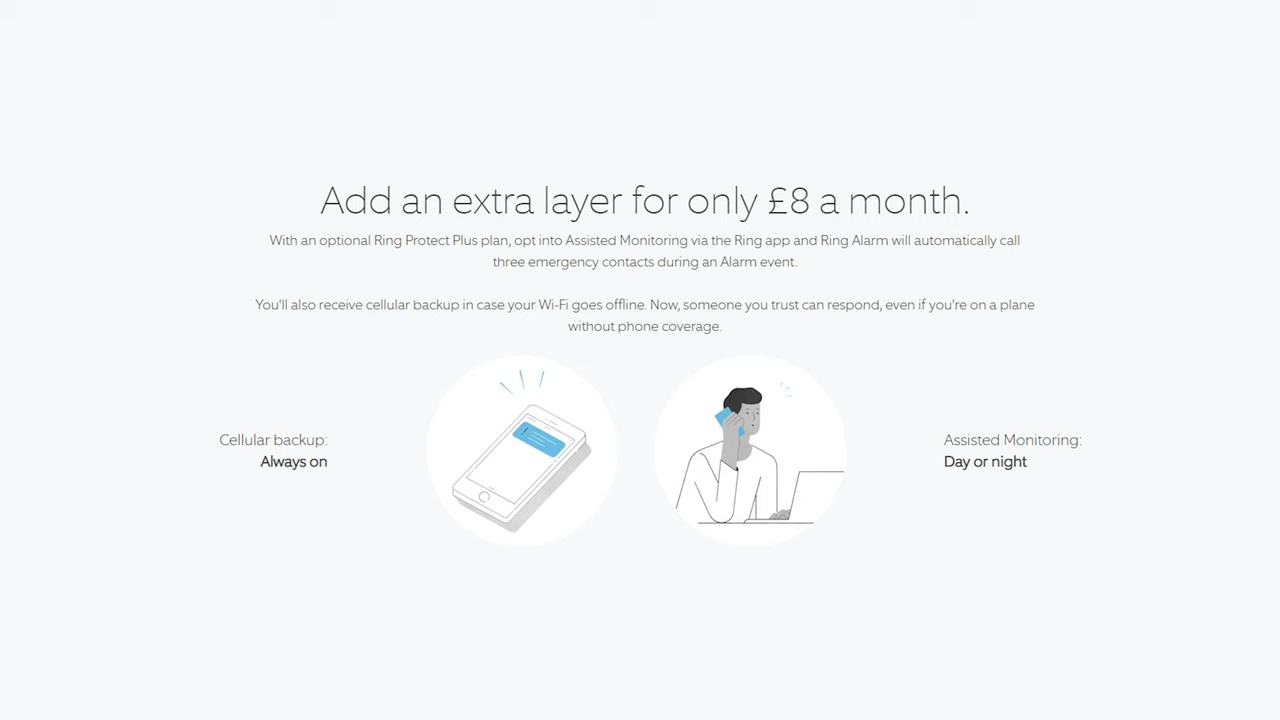 Add an extra layer for only £8 a month.
With an optional Ring Protect Plus plan, opt into Assisted Monitoring via the Ring app and Ring Alarm will automatically call
three emergency contacts during an Alarm event.
You'll also receive cellular backup in case your Wi-Fi goes offline. Now, someone you trust can respond, even if you're on a plane
without phone coverage.
Cellular backup:
Always on
Assisted Monitoring:
Day or night